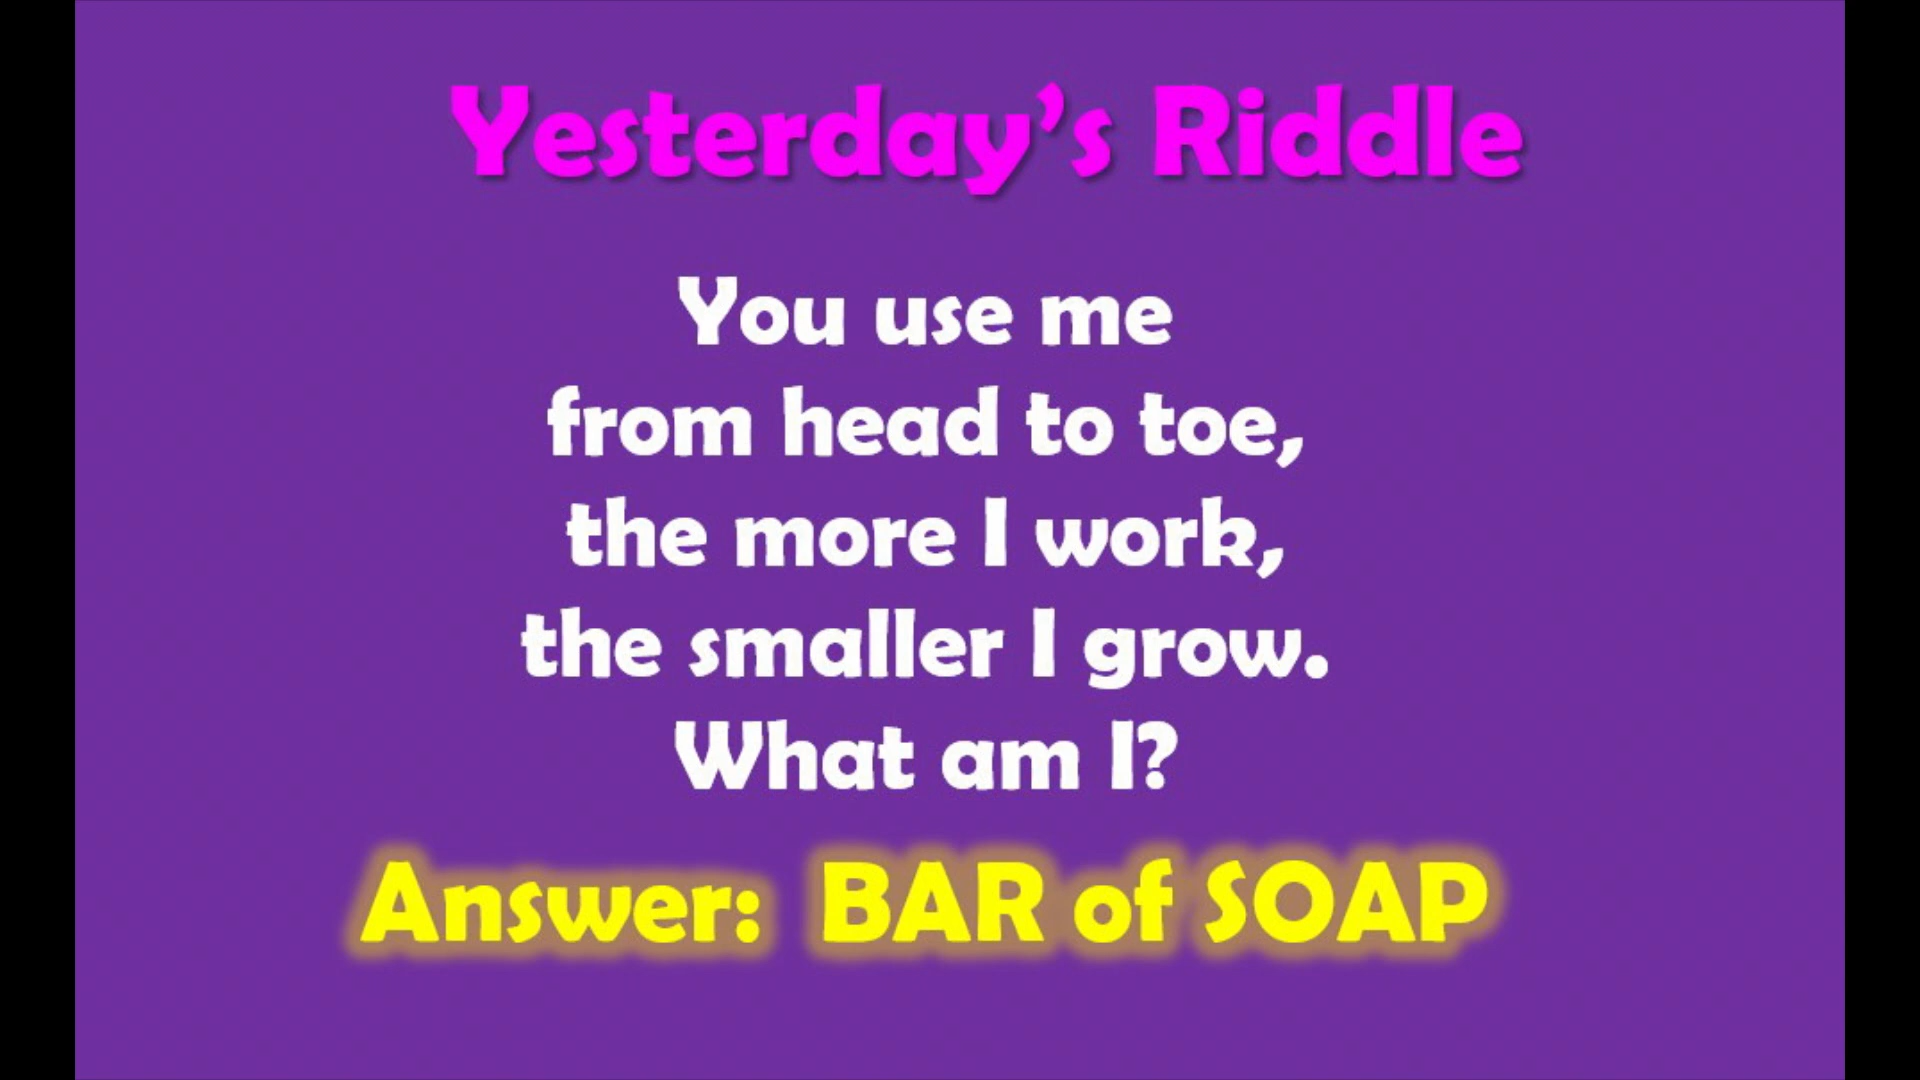 Yesterday’s Riddle
You use me
from head to toe,
the more I work,
the smaller I grow.
What am I?
Answer: BAR of SOAP